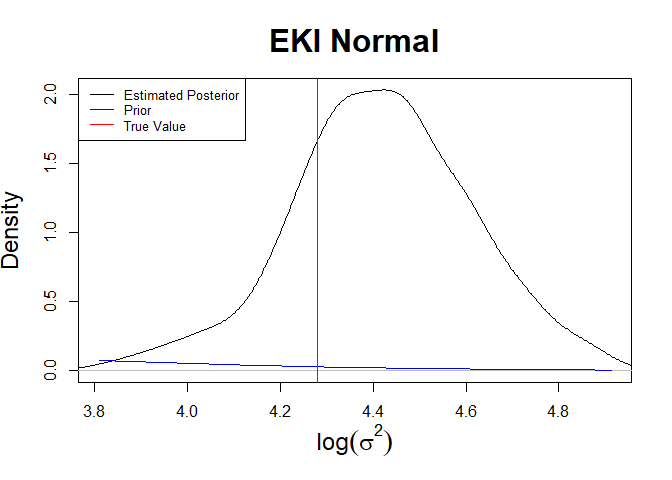 EKI Normal
Estimated Posterior
Prior
True Value
Density
2.0
1.5
1.0
0.5
0.0
3.8 4.0 4.2 4.4 4.6 4.8
log(σ²)